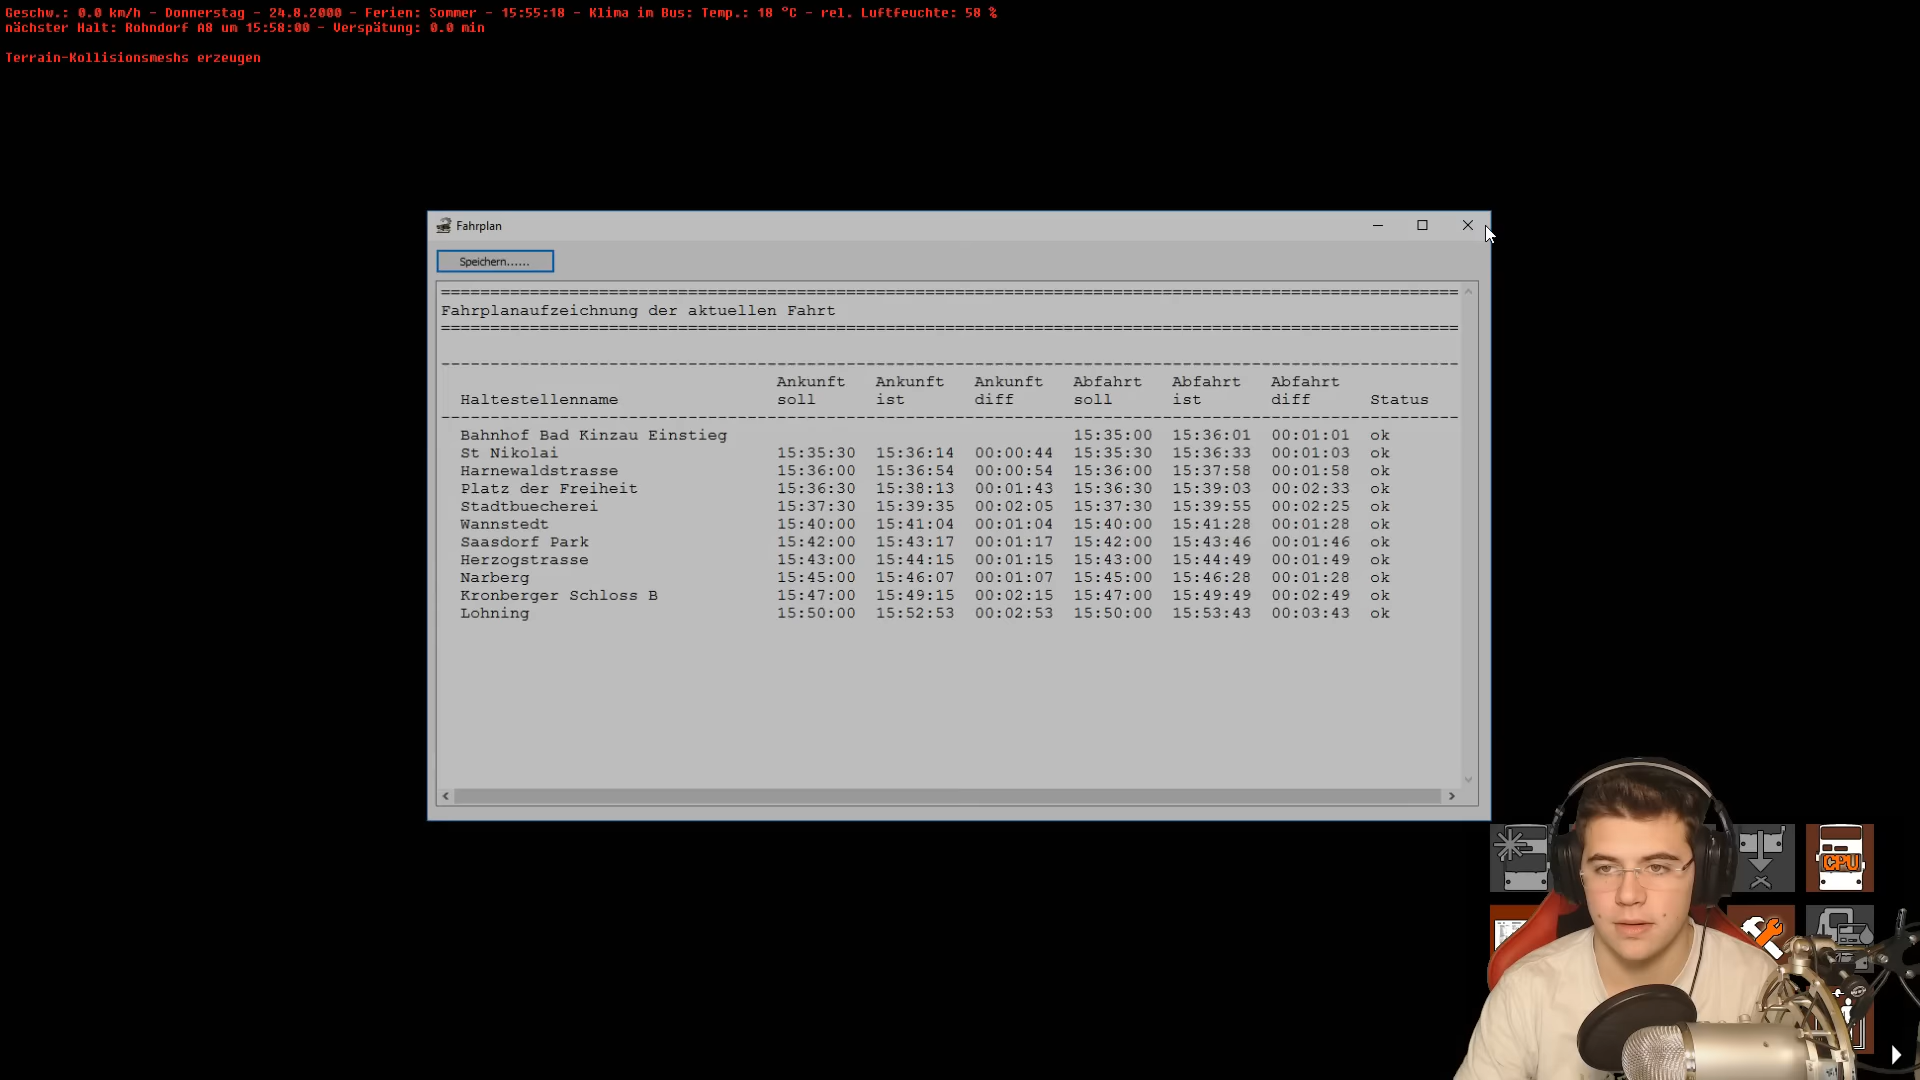 Geschw.: 0.0 km/h - Donnerstag - 24.8.2000 - Ferien: Sommer - 15:55:18 - Klima im Bus: Temp.: 18 °C - rel. Luftfeuchte: 58 %
nächster Halt: Rohndorf A8 um 15:58:00 - Verspätung: 0.0 min
Terrain-Kollisionsmeshs erzeugen
Fahrplan
Speichern......
Fahrplanaufzeichnung der aktuellen Fahrt
Ankunft Ankunft Ankunft Abfahrt Abfahrt Abfahrt
Haltestellenname soll ist diff soll ist diff Status
Bahnhof Bad Kinzau Einstieg 15:35:00 15:36:01 00:01:01 ok
St Nikolai 15:35:30 15:36:14 00:00:44 15:35:30 15:36:33 00:01:03 ok
Harnewaldstrasse 15:36:00 15:36:54 00:00:54 15:36:00 15:37:58 00:01:58 ok
Platz der Freiheit 15:36:30 15:38:13 00:01:43 15:36:30 15:39:03 00:02:33 ok
Stadtbuecherei 15:37:30 15:39:35 00:02:05 15:37:30 15:39:55 00:02:25 ok
Wannstedt 15:40:00 15:41:04 00:01:04 15:40:00 15:41:28 00:01:28 ok
Saasdorf Park 15:42:00 15:43:17 00:01:17 15:42:00 15:43:46 00:01:46 ok
Herzogstrasse 15:43:00 15:44:15 00:01:15 15:43:00 15:44:49 00:01:49 ok
Narberg 15:45:00 15:46:07 00:01:07 15:45:00 15:46:28 00:01:28 ok
Kronberger Schloss B 15:47:00 15:49:15 00:02:15 15:47:00 15:49:49 00:02:49 ok
Lohning 15:50:00 15:52:53 00:02:53 15:50:00 15:53:43 00:03:43 ok
CPU